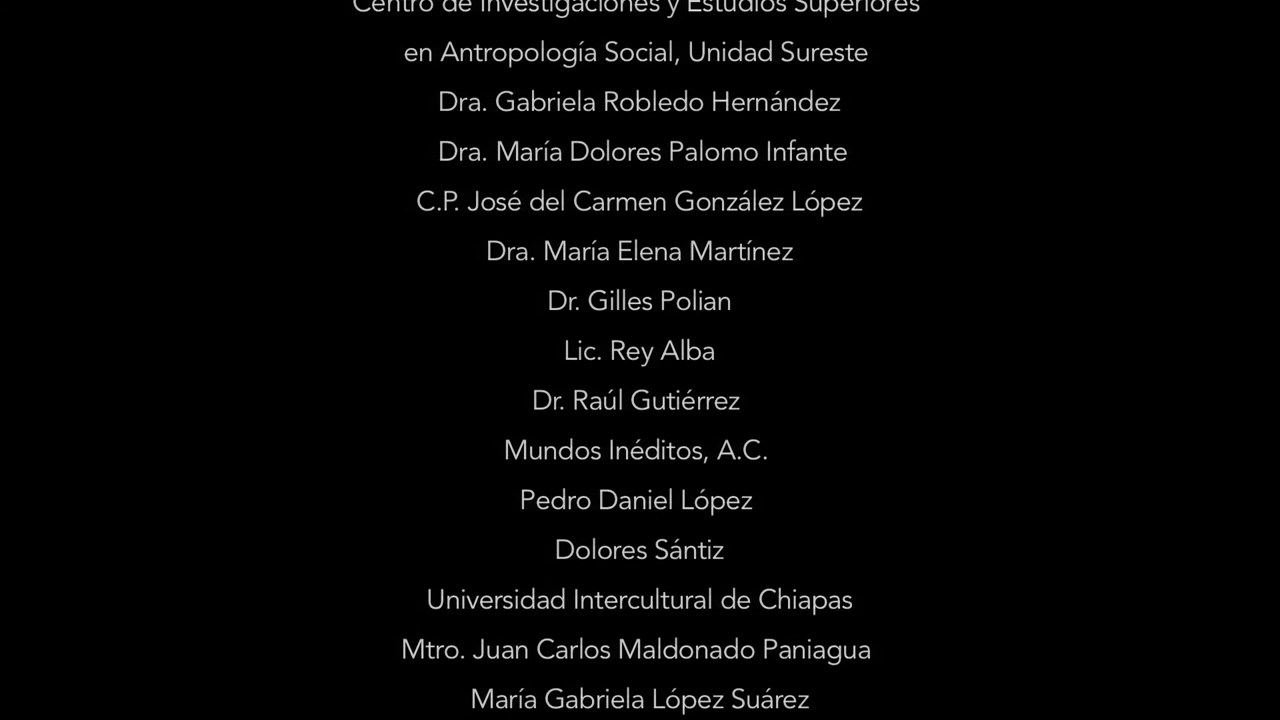 Centro de Investigaciones y Estudios Superiores
en Antropología Social, Unidad Sureste
Dra. Gabriela Robledo Hernández
Dra. María Dolores Palomo Infante
C.P. José del Carmen González López
Dra. María Elena Martínez
Dr. Gilles Polian
Lic. Rey Alba
Dr. Raúl Gutiérrez
Mundos Inéditos, A.C.
Pedro Daniel López
Dolores Sántiz
Universidad Intercultural de Chiapas
Mtro. Juan Carlos Maldonado Paniagua
María Gabriela López Suárez